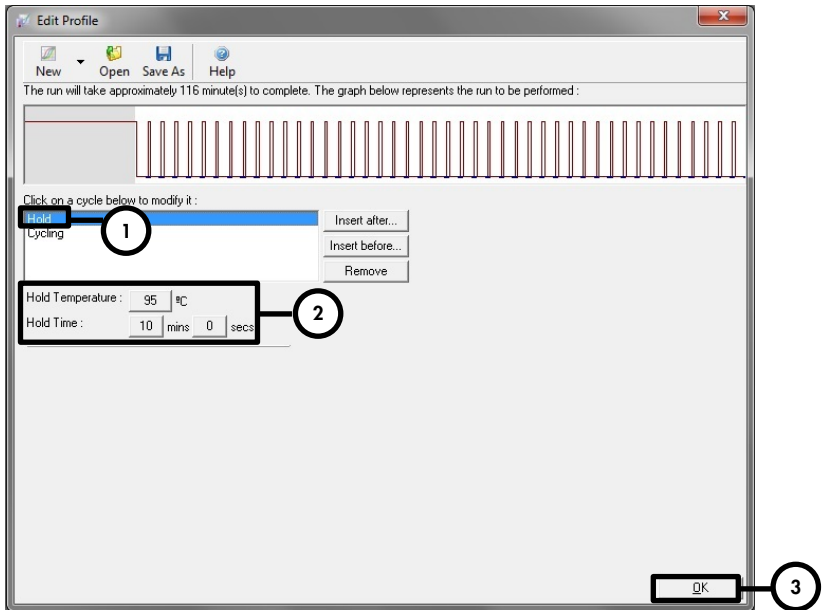 Edit Profile
New Open Save As Help
The run will take approximately 116 minute(s) to complete. The graph below represents the run to be performed :
Click on a cycle below to modify it :
Hold
Cycling
1
Insert after...
Insert before...
Remove
Hold Temperature : 95 ºC
Hold Time : 10 mins 0 secs
2
OK
3